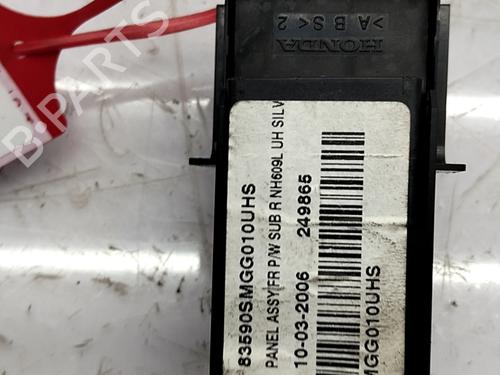 HONDA
>ABS<2
83590SMGG010UHS
PANEL ASSY/FR P/W SUB R NH609L UH SILV
10-03-2006 249865
MGG010UHS
B-PARTS